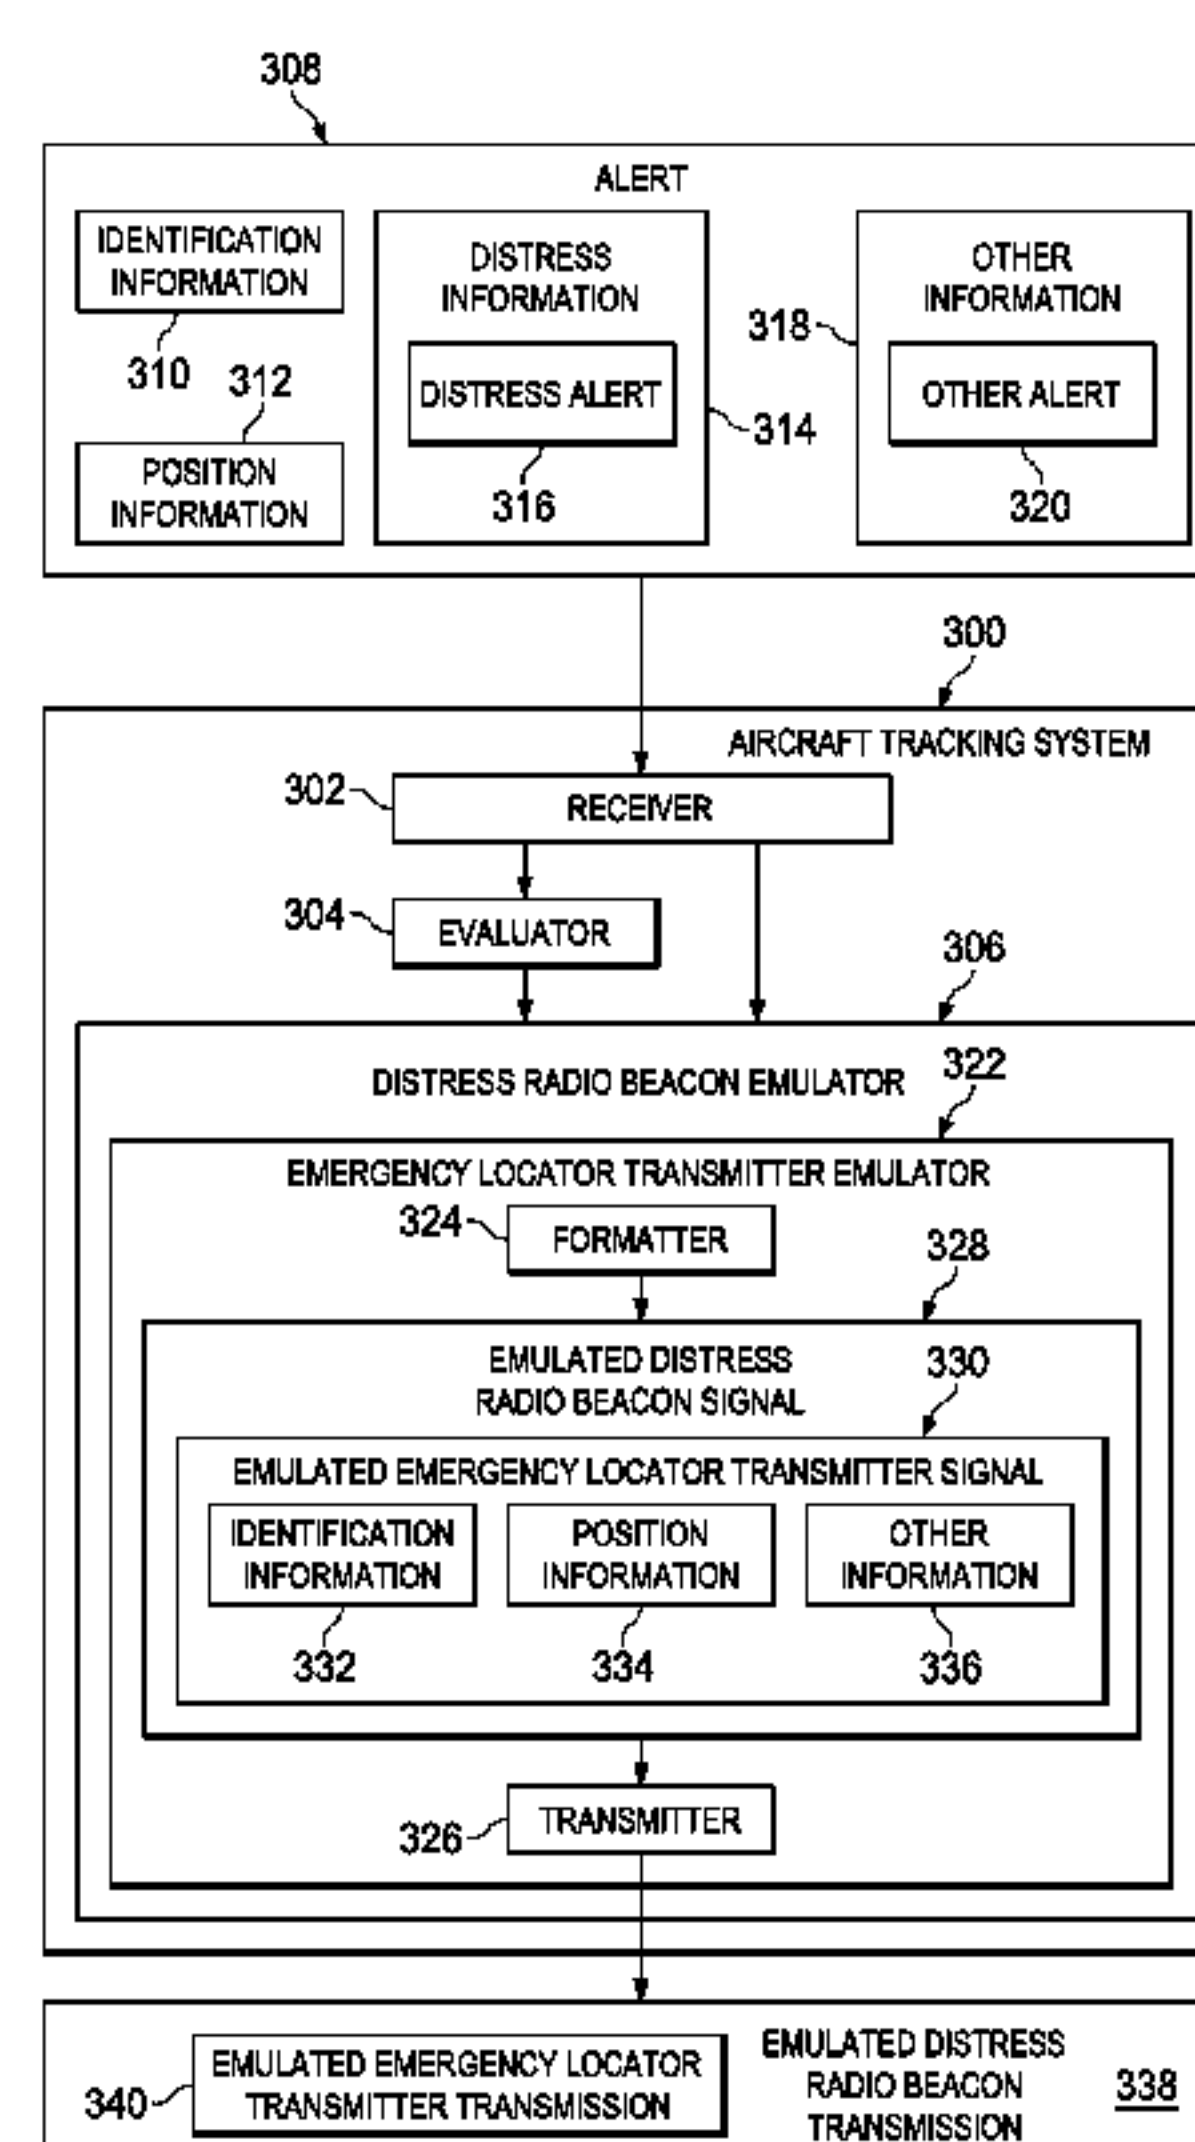 308
ALERT
IDENTIFICATION
INFORMATION
310
312
POSITION
INFORMATION
DISTRESS
INFORMATION
DISTRESS ALERT
316
314
OTHER
INFORMATION
318
OTHER ALERT
320
300
AIRCRAFT TRACKING SYSTEM
302
RECEIVER
304
EVALUATOR
306
DISTRESS RADIO BEACON EMULATOR
322
EMERGENCY LOCATOR TRANSMITTER EMULATOR
324
FORMATTER
328
EMULATED DISTRESS
RADIO BEACON SIGNAL
330
EMULATED EMERGENCY LOCATOR TRANSMITTER SIGNAL
IDENTIFICATION
INFORMATION
332
POSITION
INFORMATION
334
OTHER
INFORMATION
336
326
TRANSMITTER
340
EMULATED EMERGENCY LOCATOR
TRANSMITTER TRANSMISSION
EMULATED DISTRESS
RADIO BEACON
TRANSMISSION
338